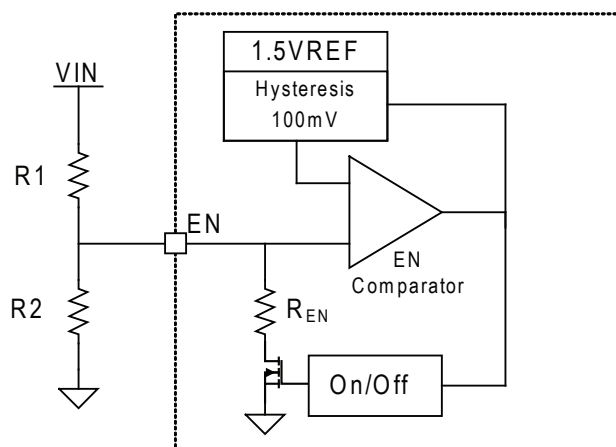 1.5VREF
VIN
Hysteresis
100mV
R1
EN
EN
Comparator
R2
REN
On/Off